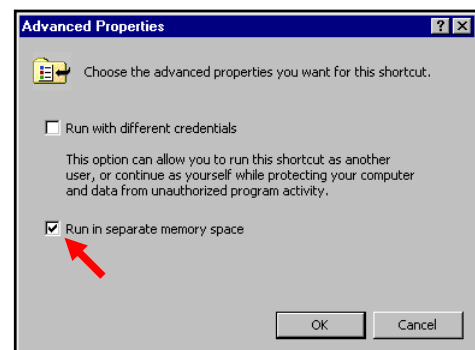 Advanced Properties
Choose the advanced properties you want for this shortcut.
Run with different credentials
This option can allow you to run this shortcut as another
user, or continue as yourself while protecting your computer
and data from unauthorized program activity.
Run in separate memory space
OK Cancel